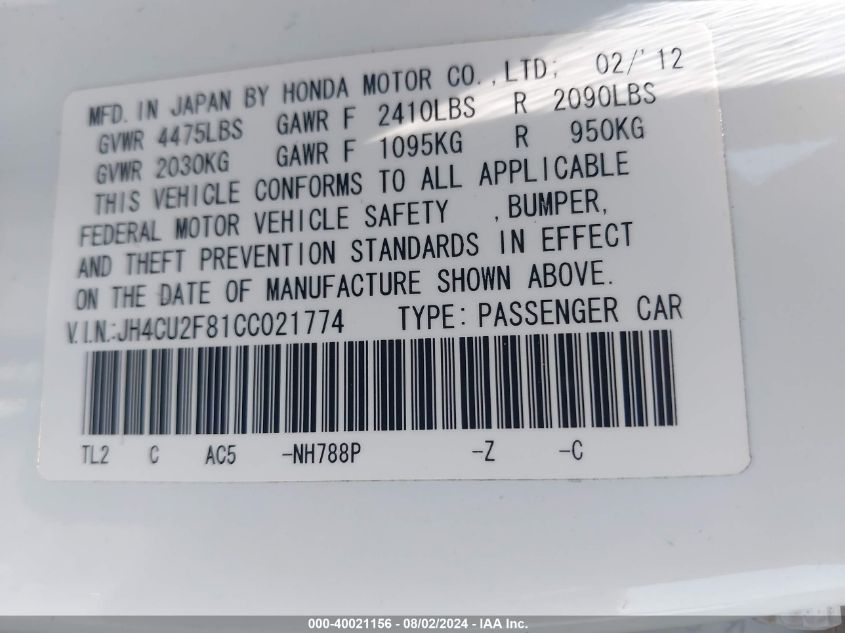 MFD. IN JAPAN BY HONDA MOTOR CO., LTD; 02/'12
GVWR 4475LBS GAWR F 2410LBS R 2090LBS
GVWR 2030KG GAWR F 1095KG R 950KG
THIS VEHICLE CONFORMS TO ALL APPLICABLE
FEDERAL MOTOR VEHICLE SAFETY , BUMPER,
AND THEFT PREVENTION STANDARDS IN EFFECT
ON THE DATE OF MANUFACTURE SHOWN ABOVE.
V.I.N.:JH4CU2F81CC021774 TYPE: PASSENGER CAR
TL2 C AC5 -NH788P -Z -C
000-40021156 - 08/02/2024 - IAA Inc.